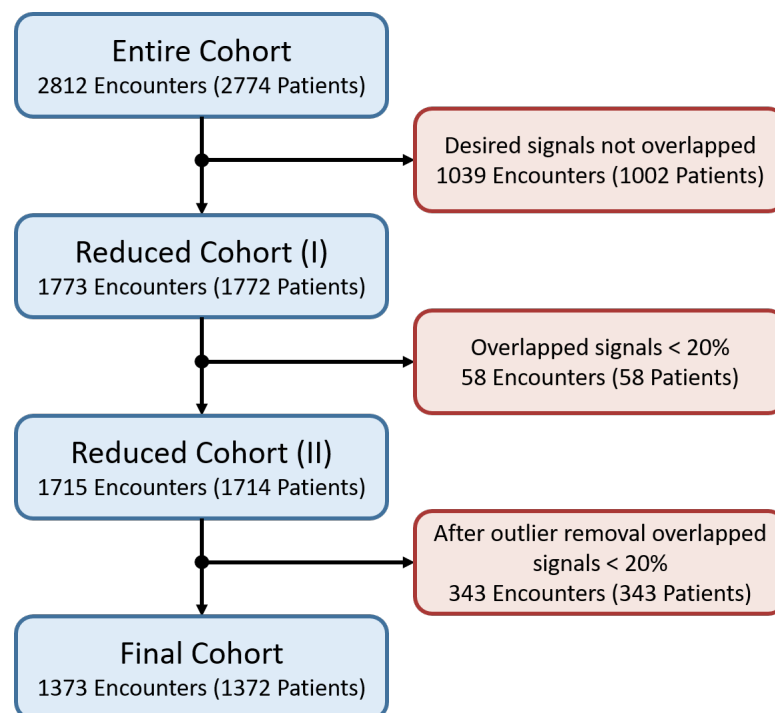 Entire Cohort
2812 Encounters (2774 Patients)
Desired signals not overlapped
1039 Encounters (1002 Patients)
Reduced Cohort (I)
1773 Encounters (1772 Patients)
Overlapped signals < 20%
58 Encounters (58 Patients)
Reduced Cohort (II)
1715 Encounters (1714 Patients)
After outlier removal overlapped
signals < 20%
343 Encounters (343 Patients)
Final Cohort
1373 Encounters (1372 Patients)